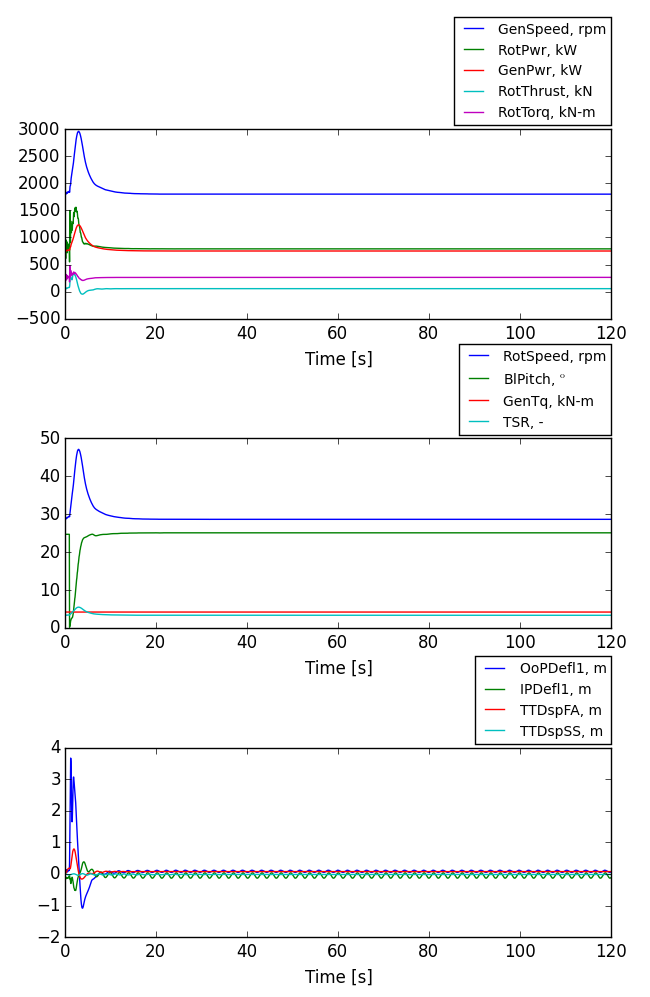 GenSpeed, rpm
RotPwr, kW
GenPwr, kW
RotThrust, kN
RotTorq, kN-m
3000
2500
2000
1500
1000
500
0
−500
0 20 40 60 80 100 120
Time [s]
RotSpeed, rpm
BlPitch, °
GenTq, kN-m
TSR, -
50
40
30
20
10
0
0 20 40 60 80 100 120
Time [s]
OoPDefl1, m
IPDefl1, m
TTDspFA, m
TTDspSS, m
4
3
2
1
0
−1
−2
0 20 40 60 80 100 120
Time [s]